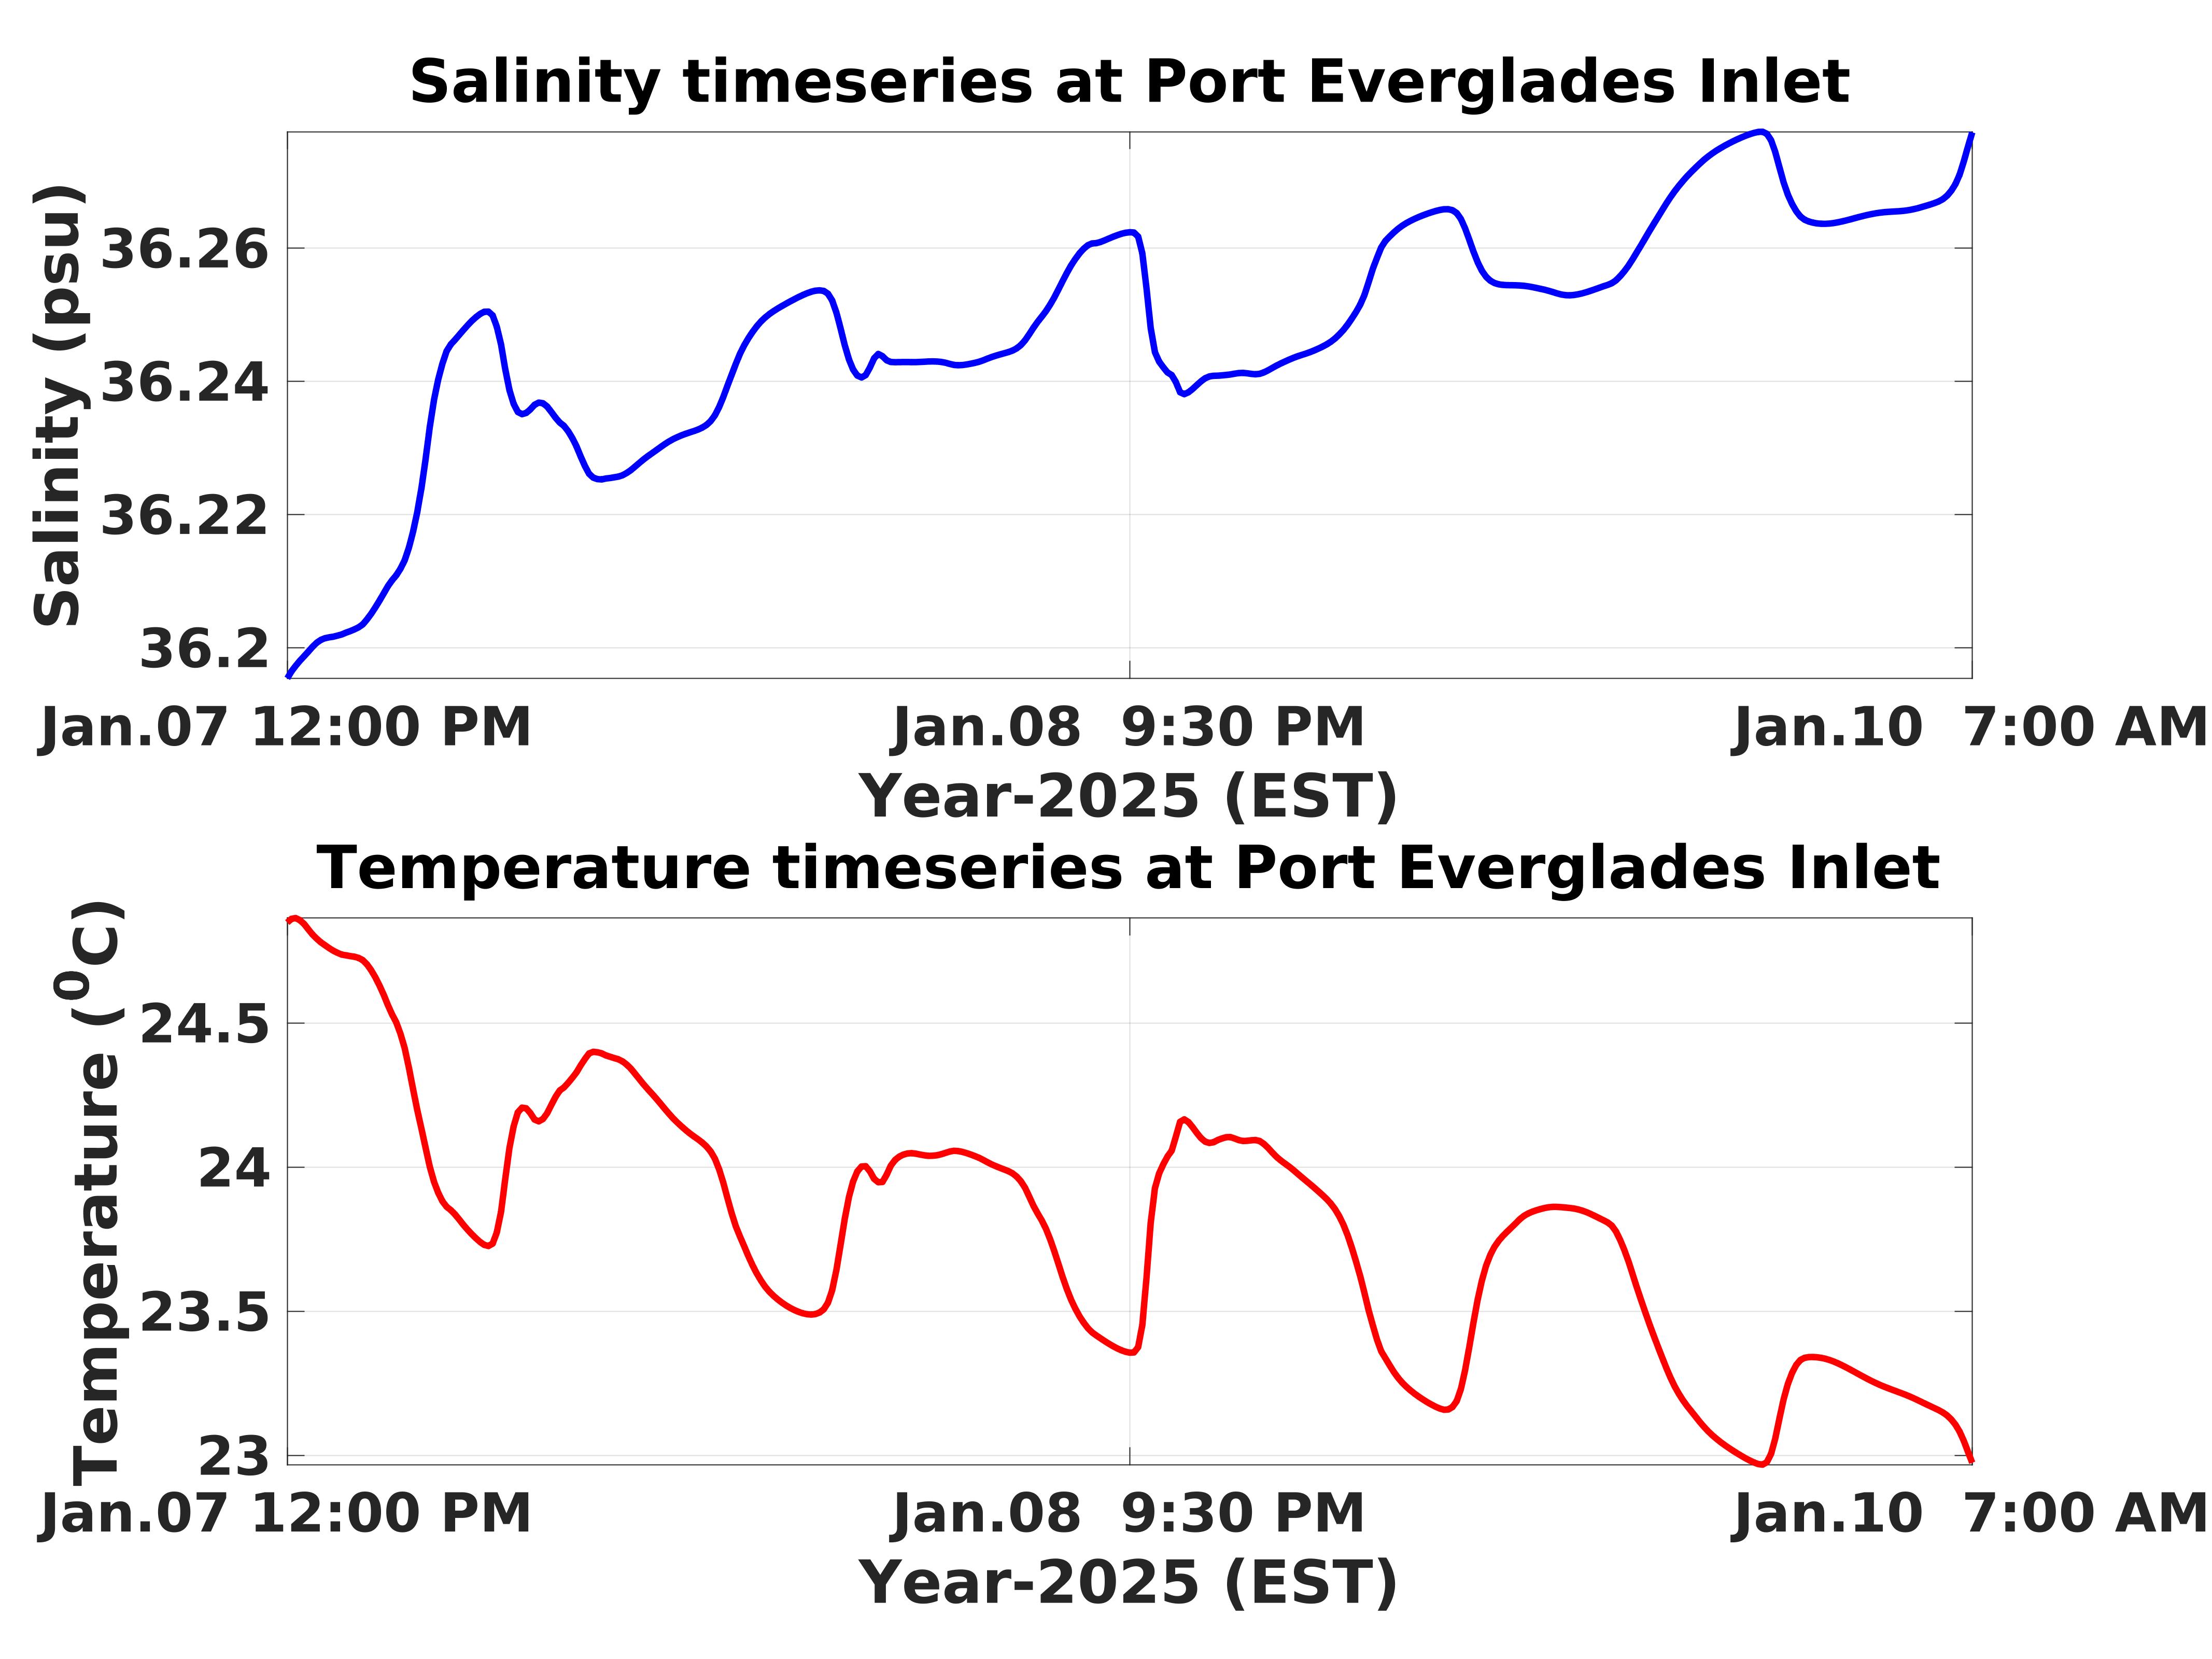 Salinity timeseries at Port Everglades Inlet
Salinity (psu)
36.26
36.24
36.22
36.2
Jan.07 12:00 PM Jan.08  9:30 PM Jan.10  7:00 AM
Year-2025 (EST)
Temperature timeseries at Port Everglades Inlet
Temperature (⁰C)
24.5
24
23.5
23
Jan.07 12:00 PM Jan.08  9:30 PM Jan.10  7:00 AM
Year-2025 (EST)